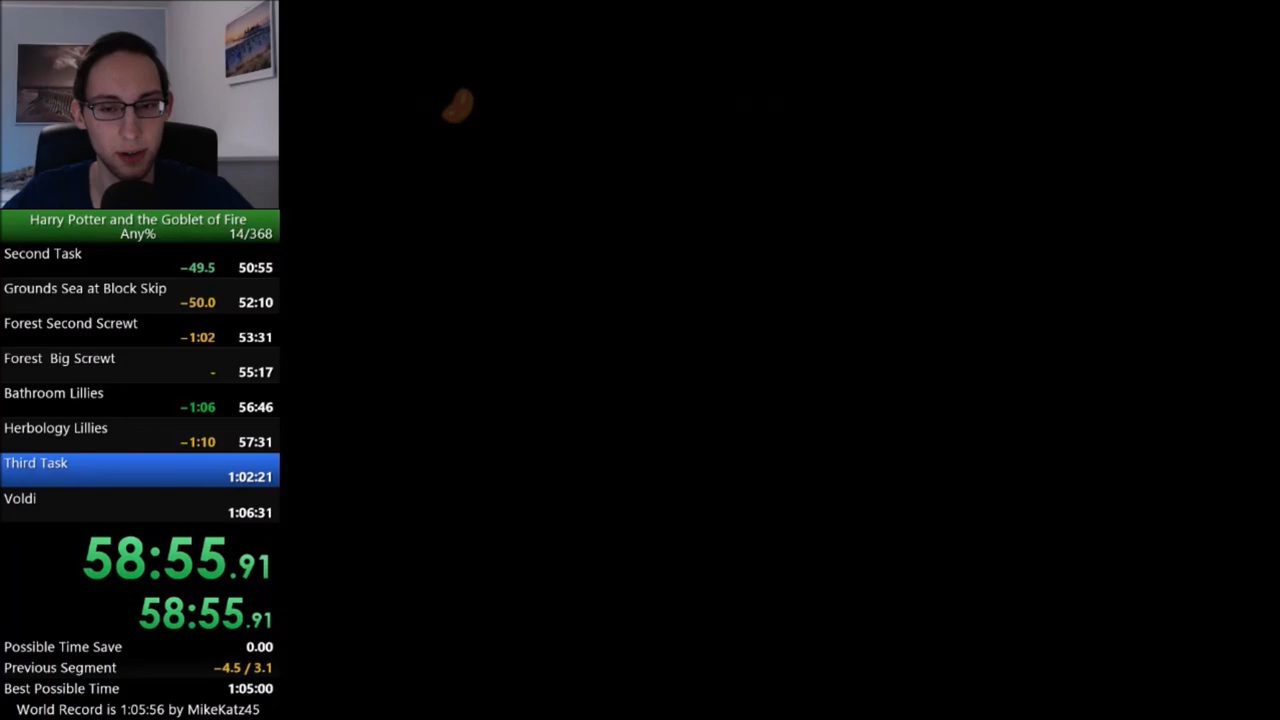 Harry Potter and the Goblet of Fire
Any% 14/368
Second Task
−49.5 50:55
Grounds Sea at Block Skip
−50.0 52:10
Forest Second Screwt
−1:02 53:31
Forest  Big Screwt
- 55:17
Bathroom Lillies
−1:06 56:46
Herbology Lillies
−1:10 57:31
Third Task
1:02:21
Voldi
1:06:31
58:55.91
58:55.91
Possible Time Save 0.00
Previous Segment −4.5 / 3.1
Best Possible Time 1:05:00
World Record is 1:05:56 by MikeKatz45